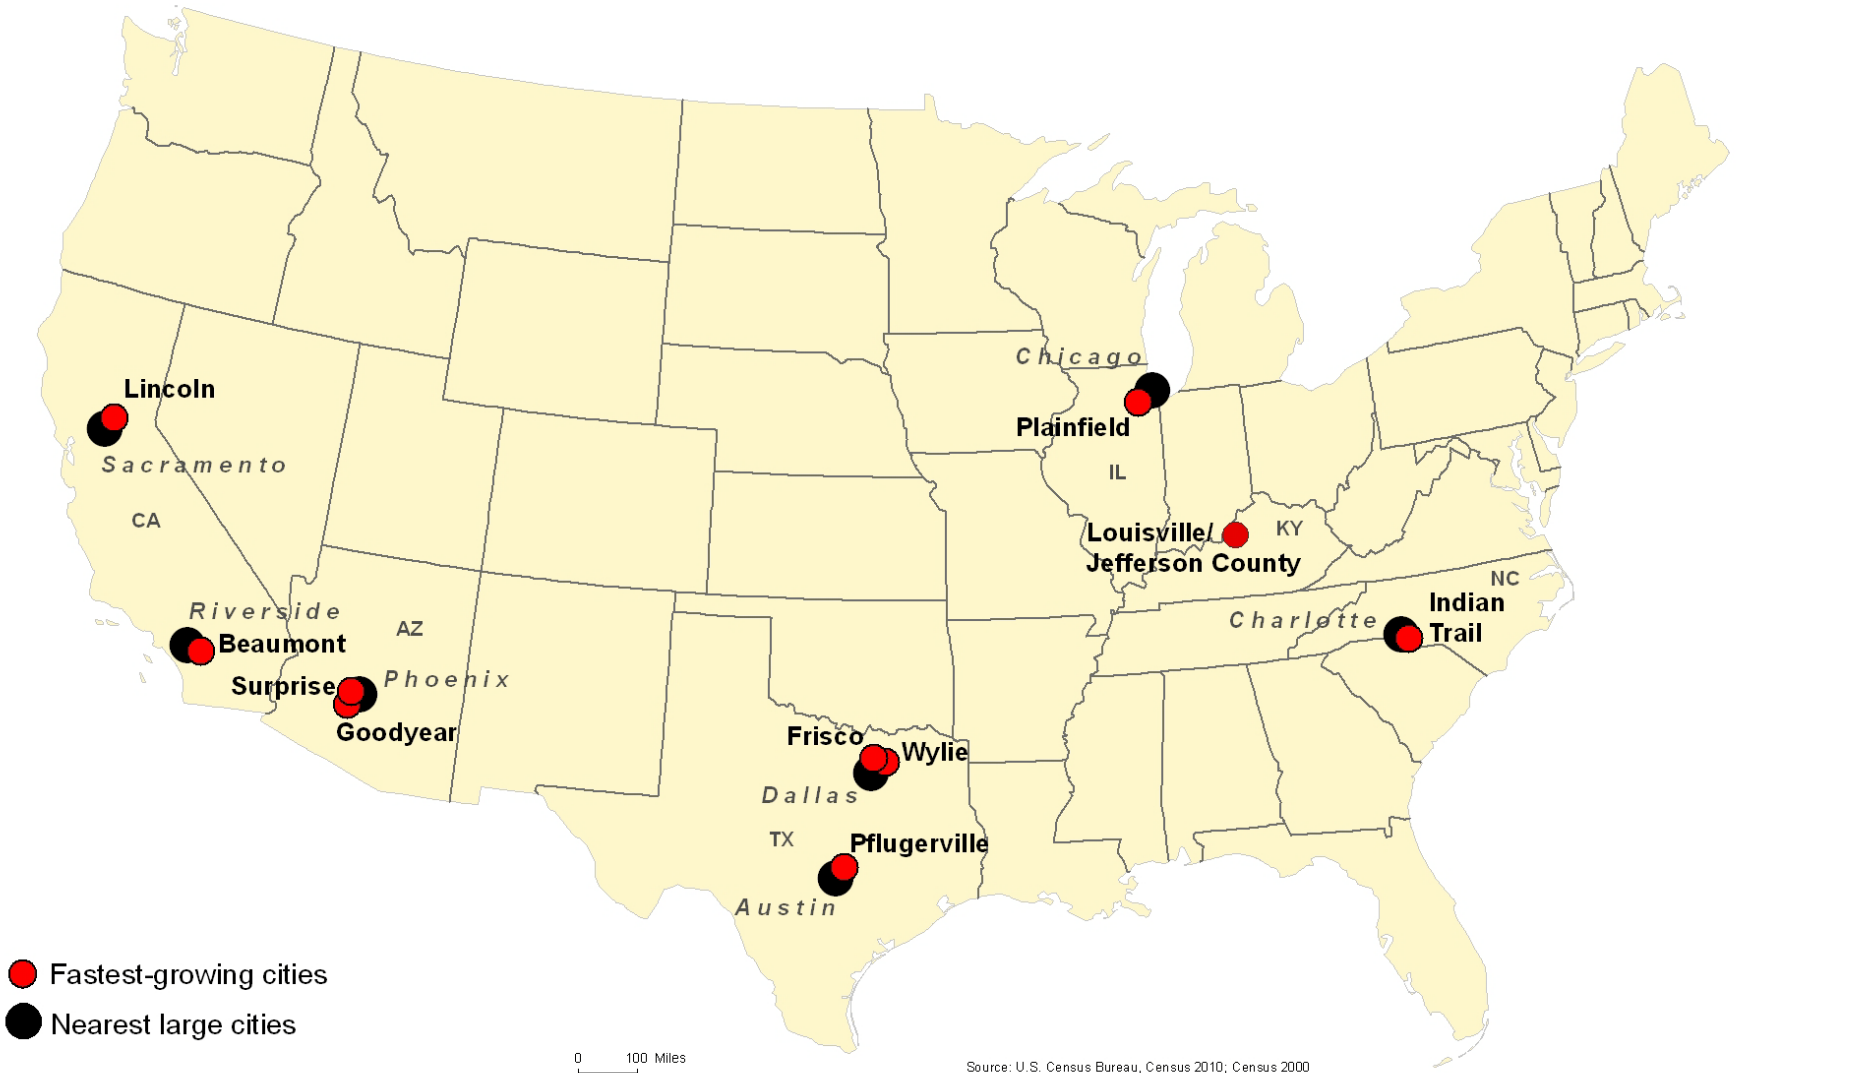 Chicago
Lincoln
Plainfield
Sacramento
IL
CA
Louisville/
Jefferson County
KY
NC
Riverside
Beaumont
AZ
Charlotte
Indian
Trail
Surprise
Phoenix
Goodyear
Frisco
Wylie
Dallas
TX
Pflugerville
Austin
Fastest-growing cities
Nearest large cities
0 100 Miles
Source: U.S. Census Bureau, Census 2010; Census 2000